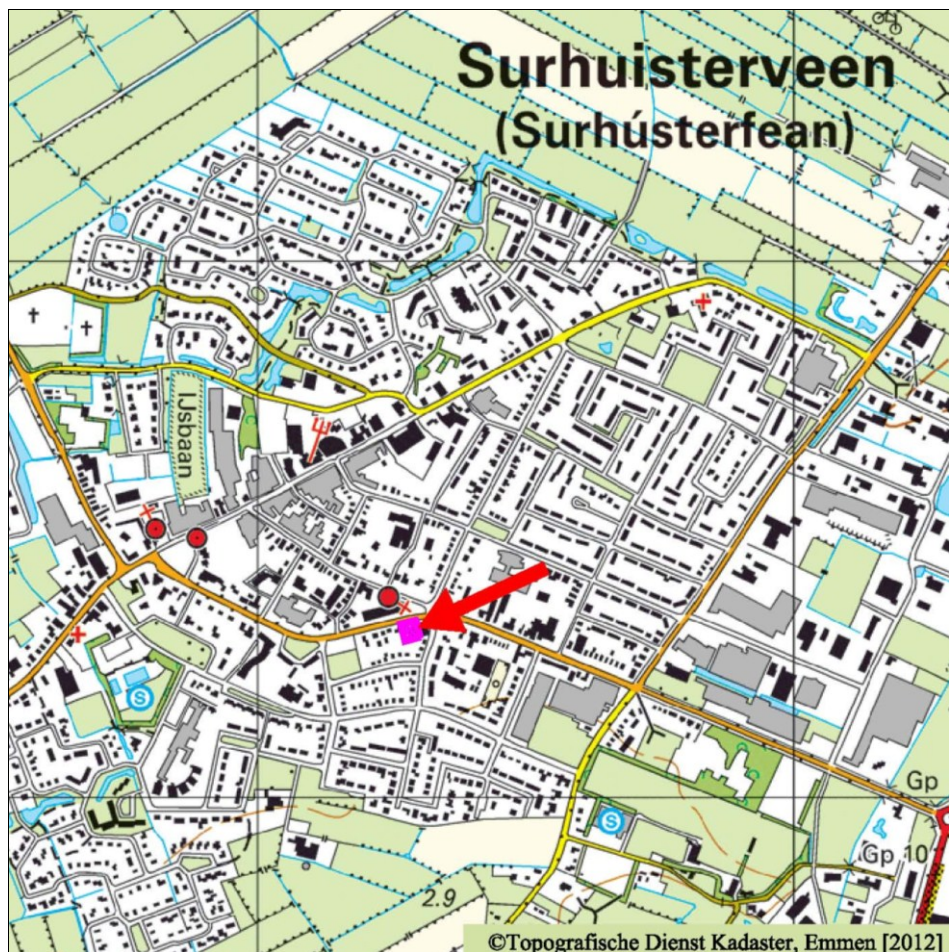 Surhuisterveen
(Surhústerfean)
IJsbaan
S
Gp
S
Gp 10
2.9
©Topografische Dienst Kadaster, Emmen [2012]